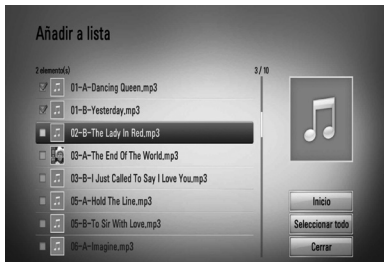 Añadir a lista
2 elemento(s) 3 / 10
01-A-Dancing Queen.mp3
01-B-Yesterday.mp3
02-B-The Lady In Red.mp3
03-A-The End Of The World.mp3
03-B-I Just Called To Say I Love You.mp3
05-A-Hold The Line.mp3
05-B-To Sir With Love.mp3
06-A-Imagine.mp3
Inicio
Seleccionar todo
Cerrar